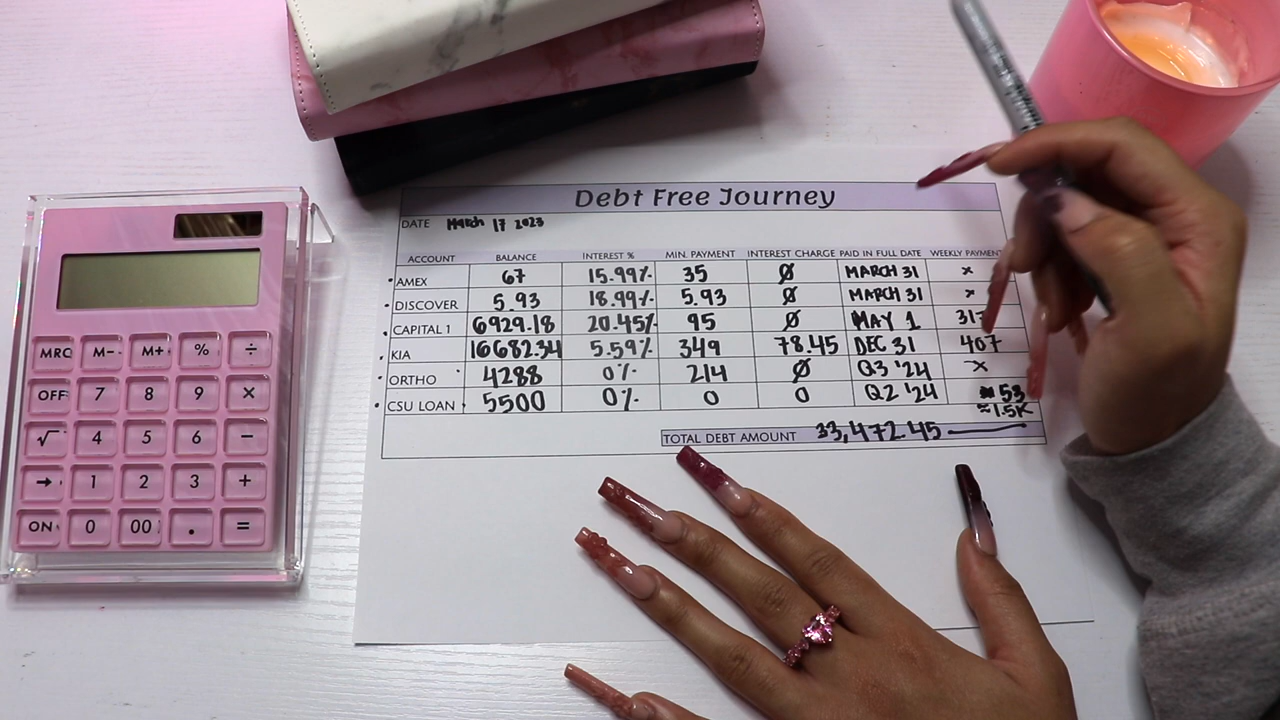 Debt Free Journey
DATE March 17 2023
ACCOUNT BALANCE INTEREST % MIN. PAYMENT INTEREST CHARGE PAID IN FULL DATE WEEKLY PAYMENT
AMEX 67 15.99% 35 Ø MARCH 31 x
DISCOVER 5.93 18.99% 5.93 Ø MARCH 31 x
CAPITAL 1 6929.18 20.45% 95 Ø MAY 1 317
KIA 16682.34 5.59% 349 78.45 DEC 31 407
ORTHO 4288 0% 214 Ø Q3 '24 x
CSU LOAN 5500 0% 0 0 Q2 '24 ≈ 53
≈1.5K
TOTAL DEBT AMOUNT 33,472.45
MRC M- M+ % ÷
OFF 7 8 9 ×
√ 4 5 6 −
→ 1 2 3 +
ON 0 00 . =